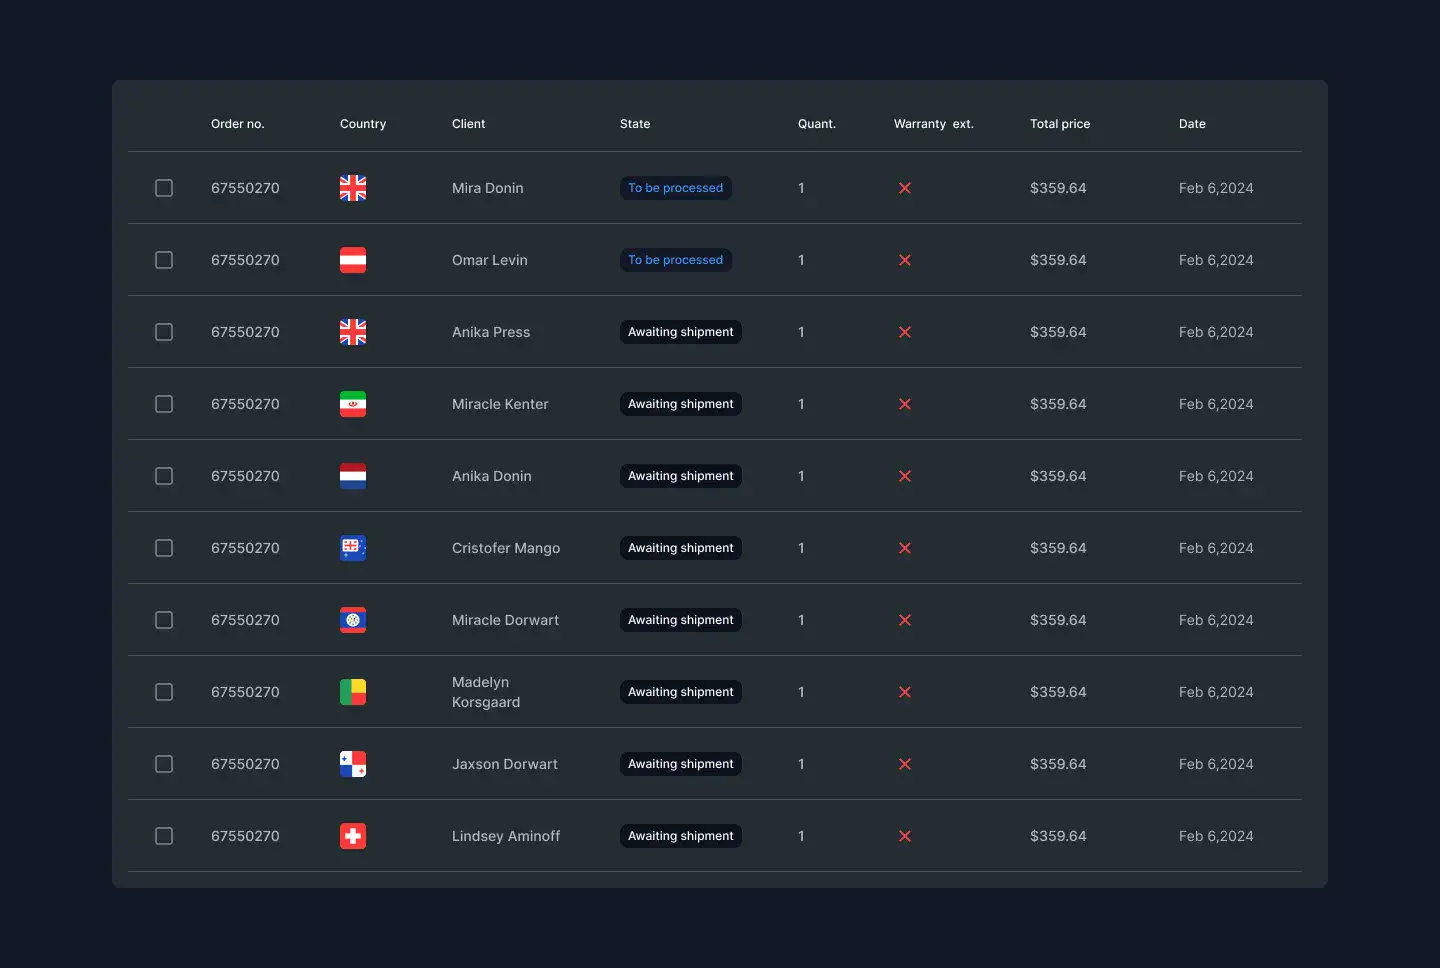 Order no. Country Client State Quant. Warranty ext. Total price Date
67550270 Mira Donin To be processed 1 $359.64 Feb 6,2024
67550270 Omar Levin To be processed 1 $359.64 Feb 6,2024
67550270 Anika Press Awaiting shipment 1 $359.64 Feb 6,2024
67550270 Miracle Kenter Awaiting shipment 1 $359.64 Feb 6,2024
67550270 Anika Donin Awaiting shipment 1 $359.64 Feb 6,2024
67550270 Cristofer Mango Awaiting shipment 1 $359.64 Feb 6,2024
67550270 Miracle Dorwart Awaiting shipment 1 $359.64 Feb 6,2024
67550270 Madelyn Korsgaard Awaiting shipment 1 $359.64 Feb 6,2024
67550270 Jaxson Dorwart Awaiting shipment 1 $359.64 Feb 6,2024
67550270 Lindsey Aminoff Awaiting shipment 1 $359.64 Feb 6,2024